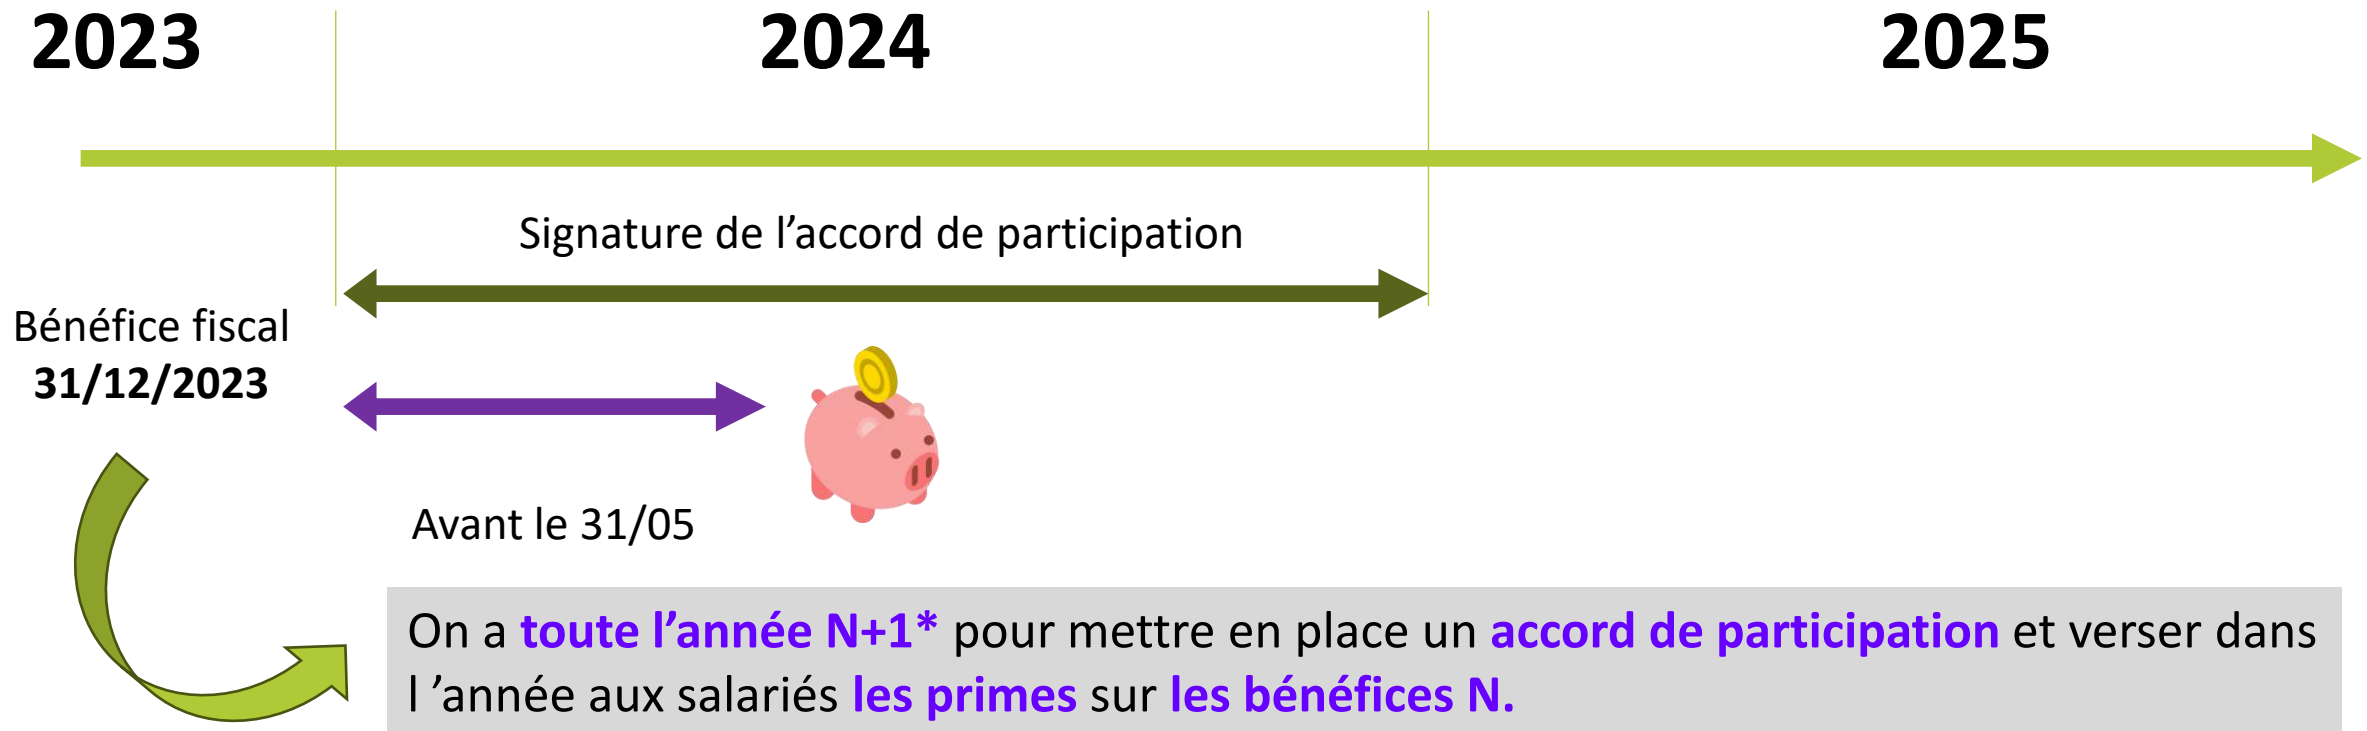 2023
2024
2025
Signature de l’accord de participation
Bénéfice fiscal
31/12/2023
Avant le 31/05
On a toute l’année N+1* pour mettre en place un accord de participation et verser dans
l ’année aux salariés les primes sur les bénéfices N.